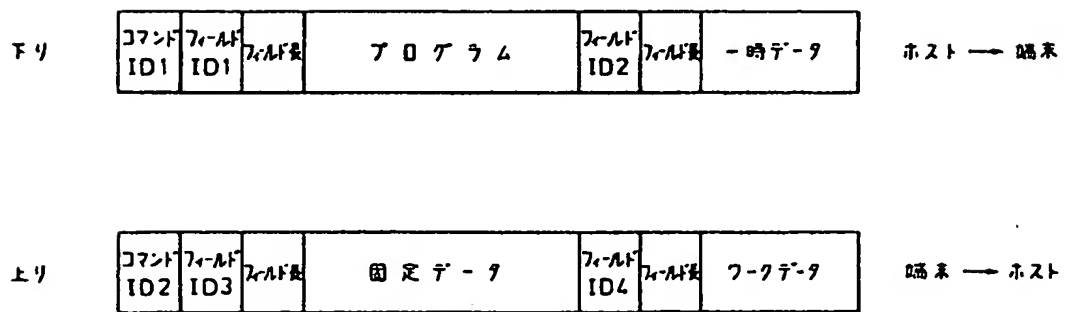 下り
コマンド ID1
フィールド ID1
フィールド長
プログラム
フィールド ID2
フィールド長
一時データ
ホスト → 端末
上り
コマンド ID2
フィールド ID3
フィールド長
固定データ
フィールド ID4
フィールド長
ワークデータ
端末 → ホスト